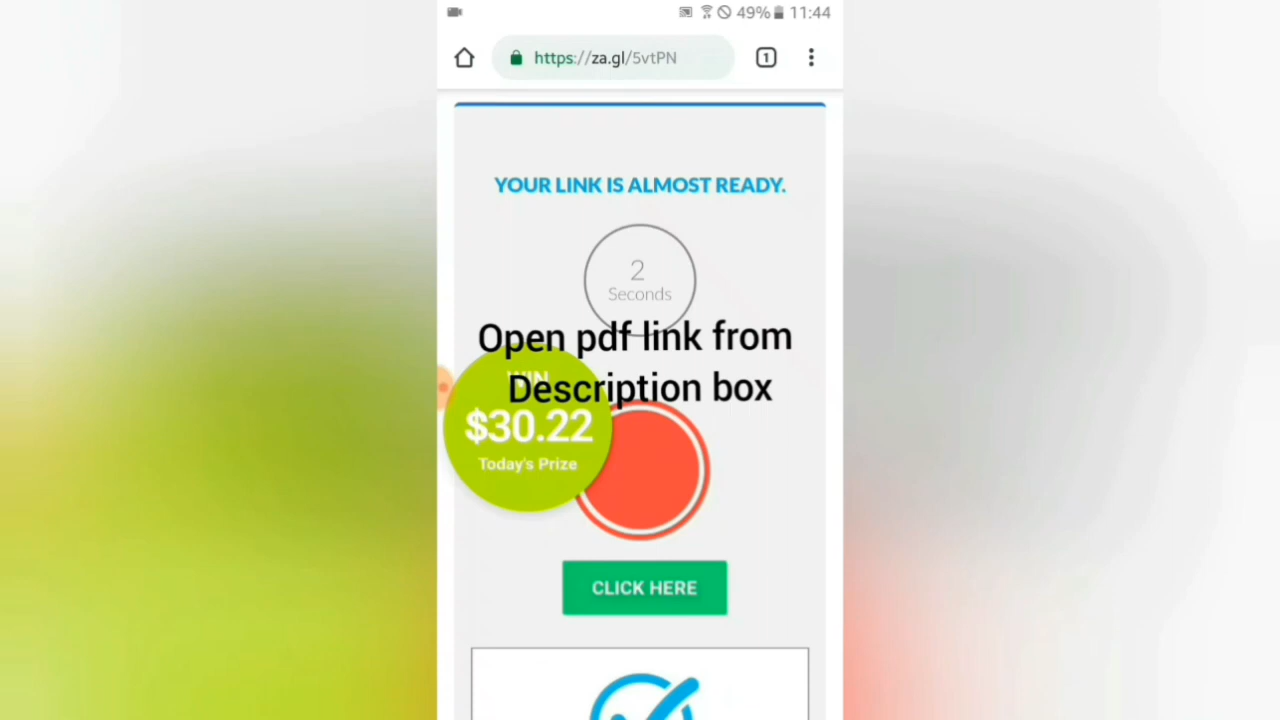 49% 11:44
https://za.gl/5vtPN
1
YOUR LINK IS ALMOST READY.
2
Seconds
Open pdf link from
Description box
WIN
$30.22
Today's Prize
CLICK HERE